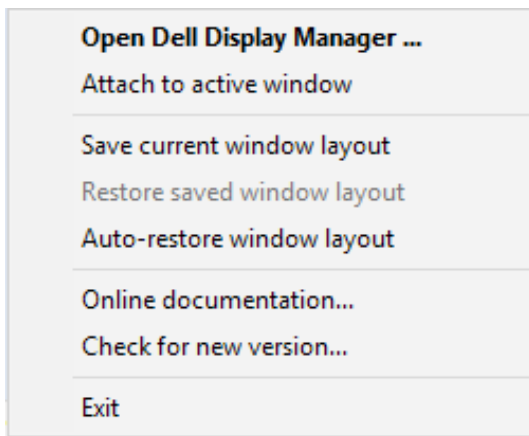 Open Dell Display Manager ...
Attach to active window
Save current window layout
Restore saved window layout
Auto-restore window layout
Online documentation...
Check for new version...
Exit